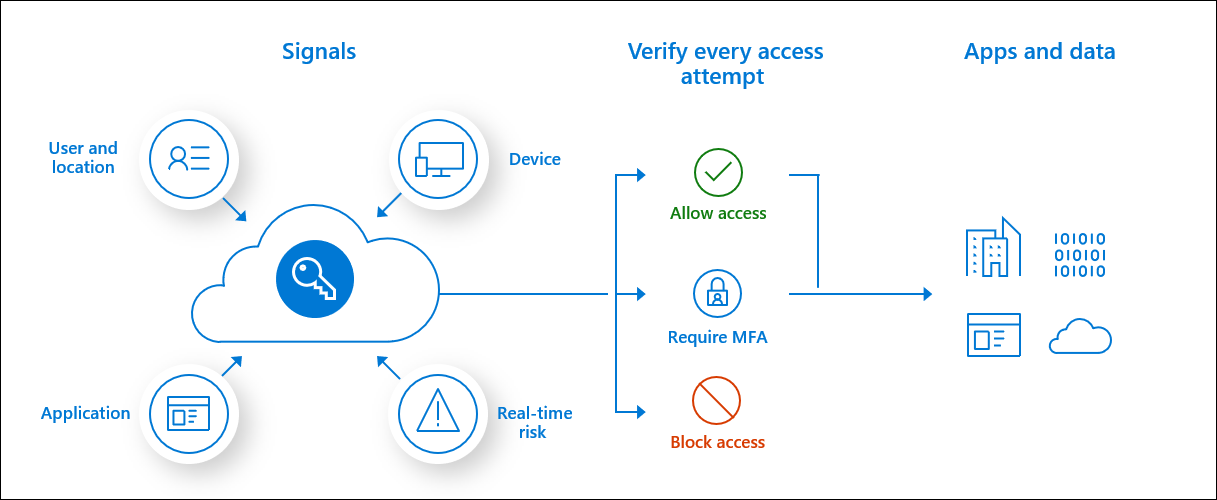 Signals
Verify every access
attempt
Apps and data
User and
location
Device
Allow access
101010
010101
101010
Require MFA
Application
Real-time
risk
Block access